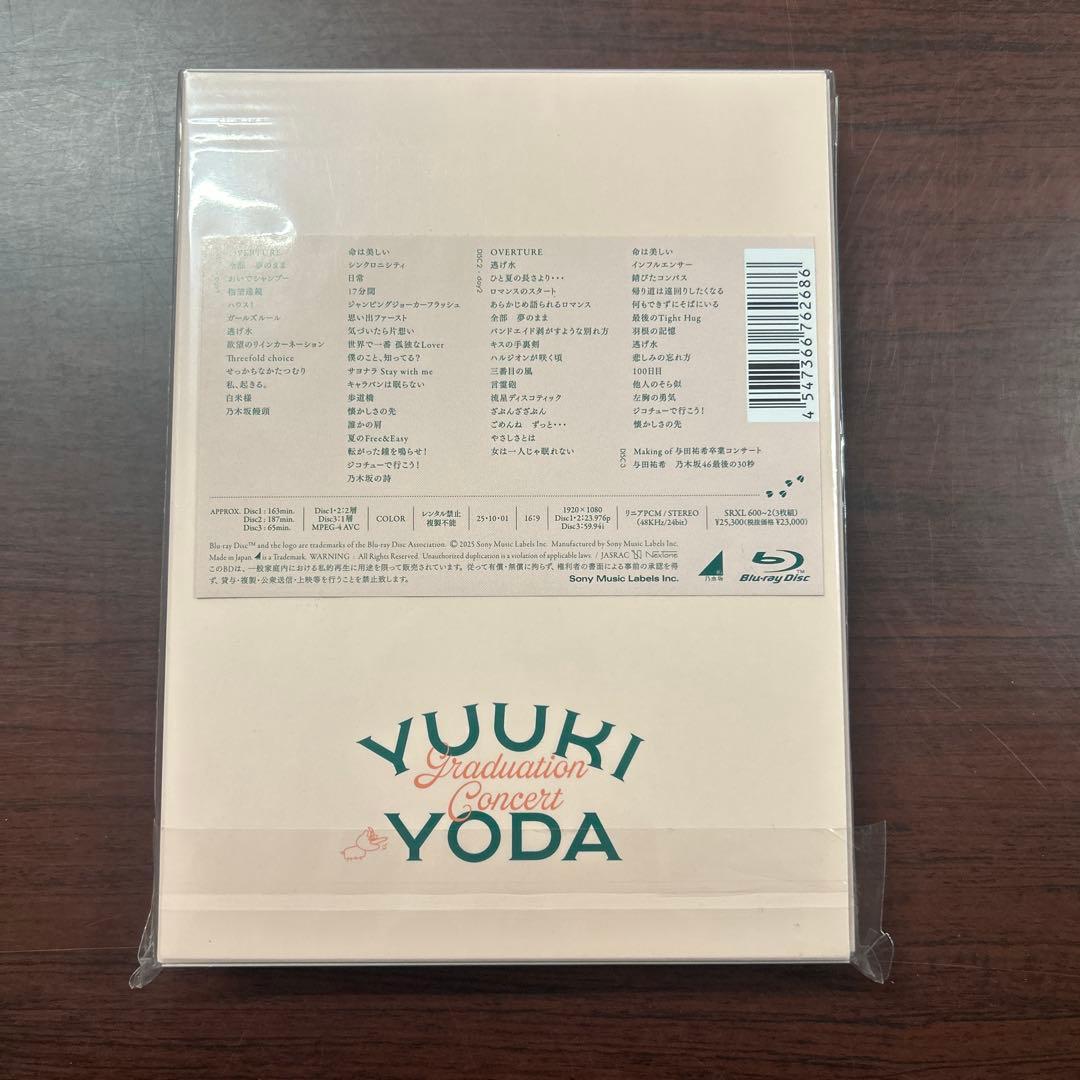 DISC1:day1
OVERTURE
全部 夢のまま
おいでシャンプー
指望遠鏡
ハウス!
ガールズルール
逃げ水
欲望のリインカーネーション
Threefold choice
せっかちなかたつむり
私、起きる。
白米様
乃木坂饅頭
命は美しい
シンクロニシティ
日常
17分間
ジャンピングジョーカーフラッシュ
思い出ファースト
気づいたら片想い
世界で一番 孤独なLover
僕のこと、知ってる?
サヨナラ Stay with me
キャラバンは眠らない
歩道橋
懐かしさの先
誰かの肩
夏のFree&Easy
転がった鐘を鳴らせ!
ジコチューで行こう!
乃木坂の詩
DISC2:day2
OVERTURE
逃げ水
ひと夏の長さより・・・
ロマンスのスタート
あらかじめ語られるロマンス
全部 夢のまま
バンドエイド剥がすような別れ方
キスの手裏剣
ハルジオンが咲く頃
三番目の風
言霊砲
流星ディスコティック
ざぶんざざぶん
ごめんね ずっと・・・
やさしさとは
女は一人じゃ眠れない
命は美しい
インフルエンサー
錆びたコンパス
帰り道は遠回りしたくなる
何もできずにそばにいる
最後のTight Hug
羽根の記憶
逃げ水
悲しみの忘れ方
100日目
他人のそら似
左胸の勇気
ジコチューで行こう!
懐かしさの先
DISC3
Making of 与田祐希卒業コンサート
与田祐希 乃木坂46最後の30秒
4 547366 762686
APPROX. Disc1 : 163min.
Disc2 : 187min.
Disc3 : 65min.
Disc1・2:2層
Disc3:1層
MPEG-4 AVC
COLOR
レンタル禁止
複製不能
25・10・01
16:9
1920×1080
Disc1・2:23.976p
Disc3:59.94i
リニアPCM / STEREO
(48KHz/24bit)
SRXL 600~2(3枚組)
¥25,300(税抜価格 ¥23,000)
Blu-ray Disc™ and the logo are trademarks of the Blu-ray Disc Association. ©2025 Sony Music Labels Inc. Manufactured by Sony Music Labels Inc.
Made in Japan. is a Trademark. WARNING : All Rights Reserved. Unauthorized duplication is a violation of applicable laws. / JASRAC N Nextone
このBDは、一般家庭内における私的再生に用途を限って販売されています。従って有償・無償に拘らず、権利者の書面による事前の承認を得
ず、貸与・複製・公衆送信・上映等を行うことを禁止致します。
Sony Music Labels Inc.
乃木坂
Blu-ray Disc™
YUUKI
Graduation
Concert
YODA